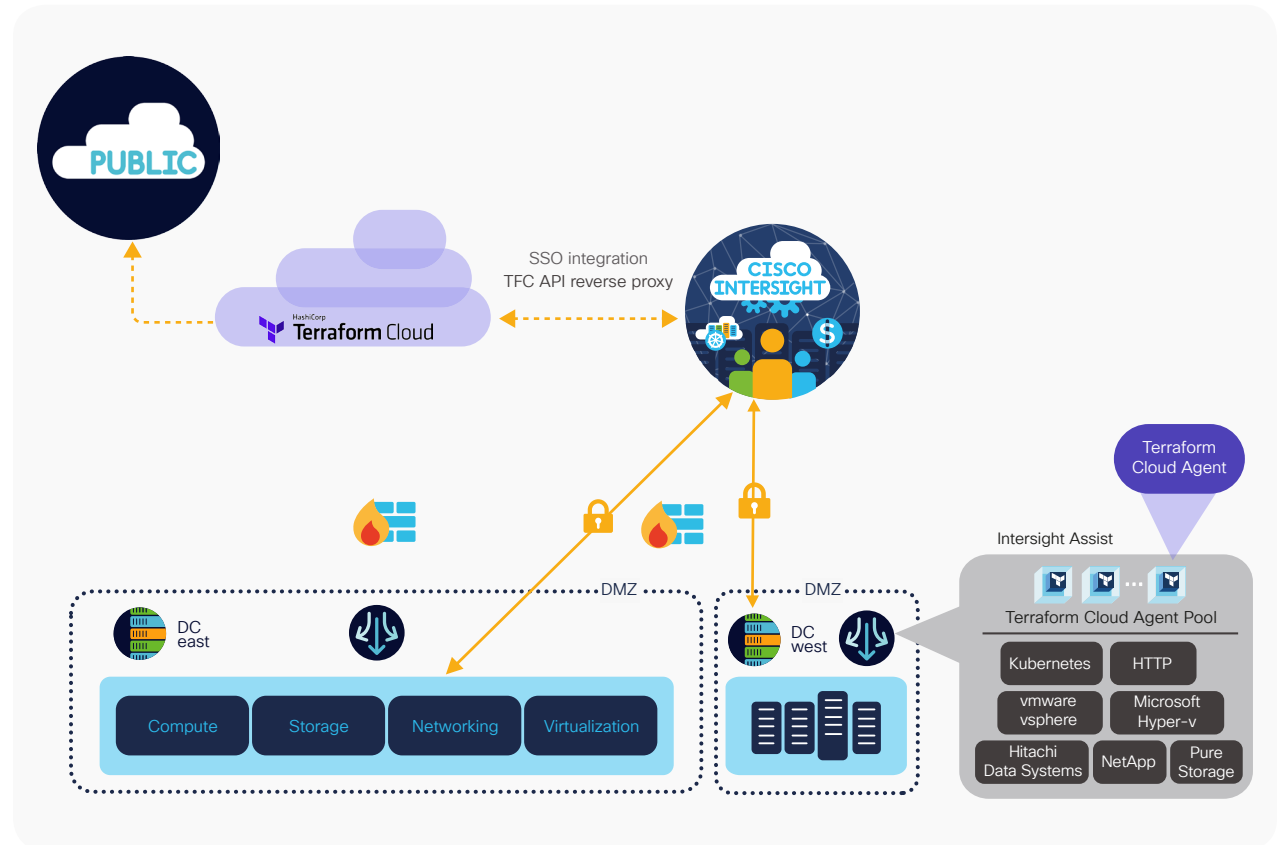 PUBLIC
SSO integration
TFC API reverse proxy
CISCO
INTERSIGHT
HashiCorp
Terraform Cloud
$
Terraform
Cloud Agent
Intersight Assist
...
Terraform Cloud Agent Pool
Kubernetes
HTTP
vmware
vsphere
Microsoft
Hyper-v
Hitachi
Data Systems
NetApp
Pure
Storage
DMZ
DC
east
Compute
Storage
Networking
Virtualization
DMZ
DC
west